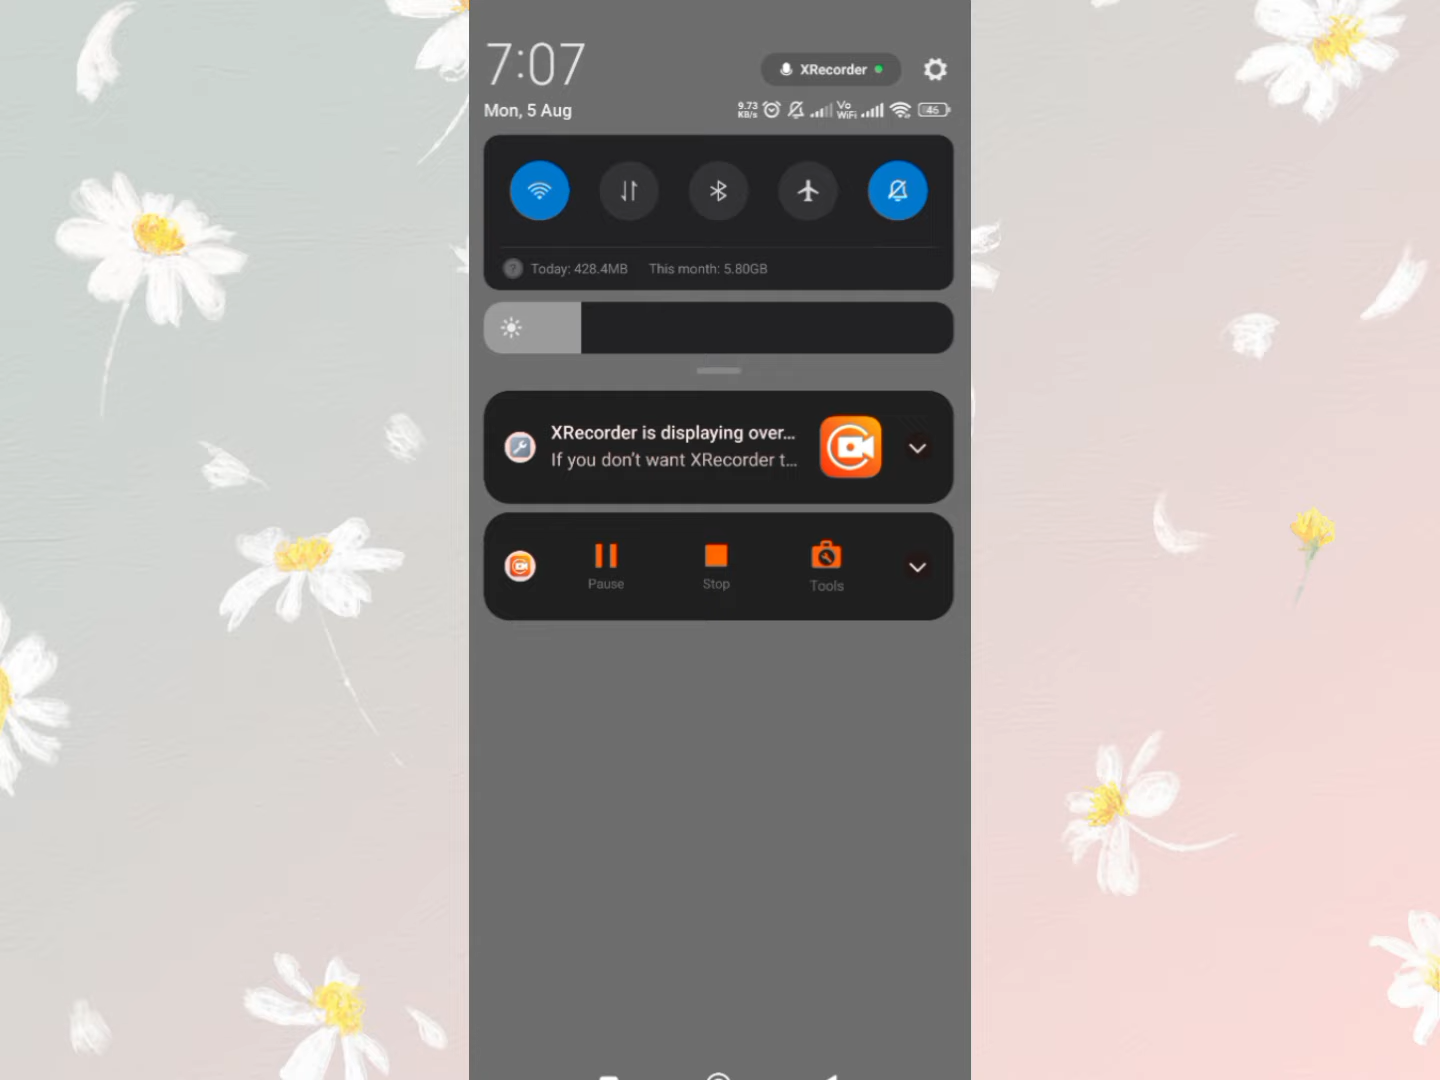 7:07
XRecorder
Mon, 5 Aug
9.73 KB/s
Vo WiFi
46
Today: 428.4MB This month: 5.80GB
XRecorder is displaying over...
If you don't want XRecorder t...
Pause
Stop
Tools